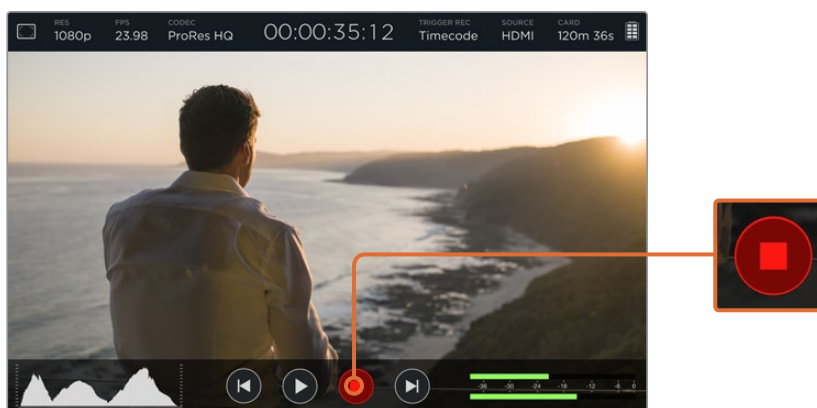 RES FPS CODEC TRIGGER REC SOURCE CARD
1080p 23.98 ProRes HQ 00:00:35:12 Timecode HDMI 120m 36s
-36 -30 -24 -18 -12 -6 0